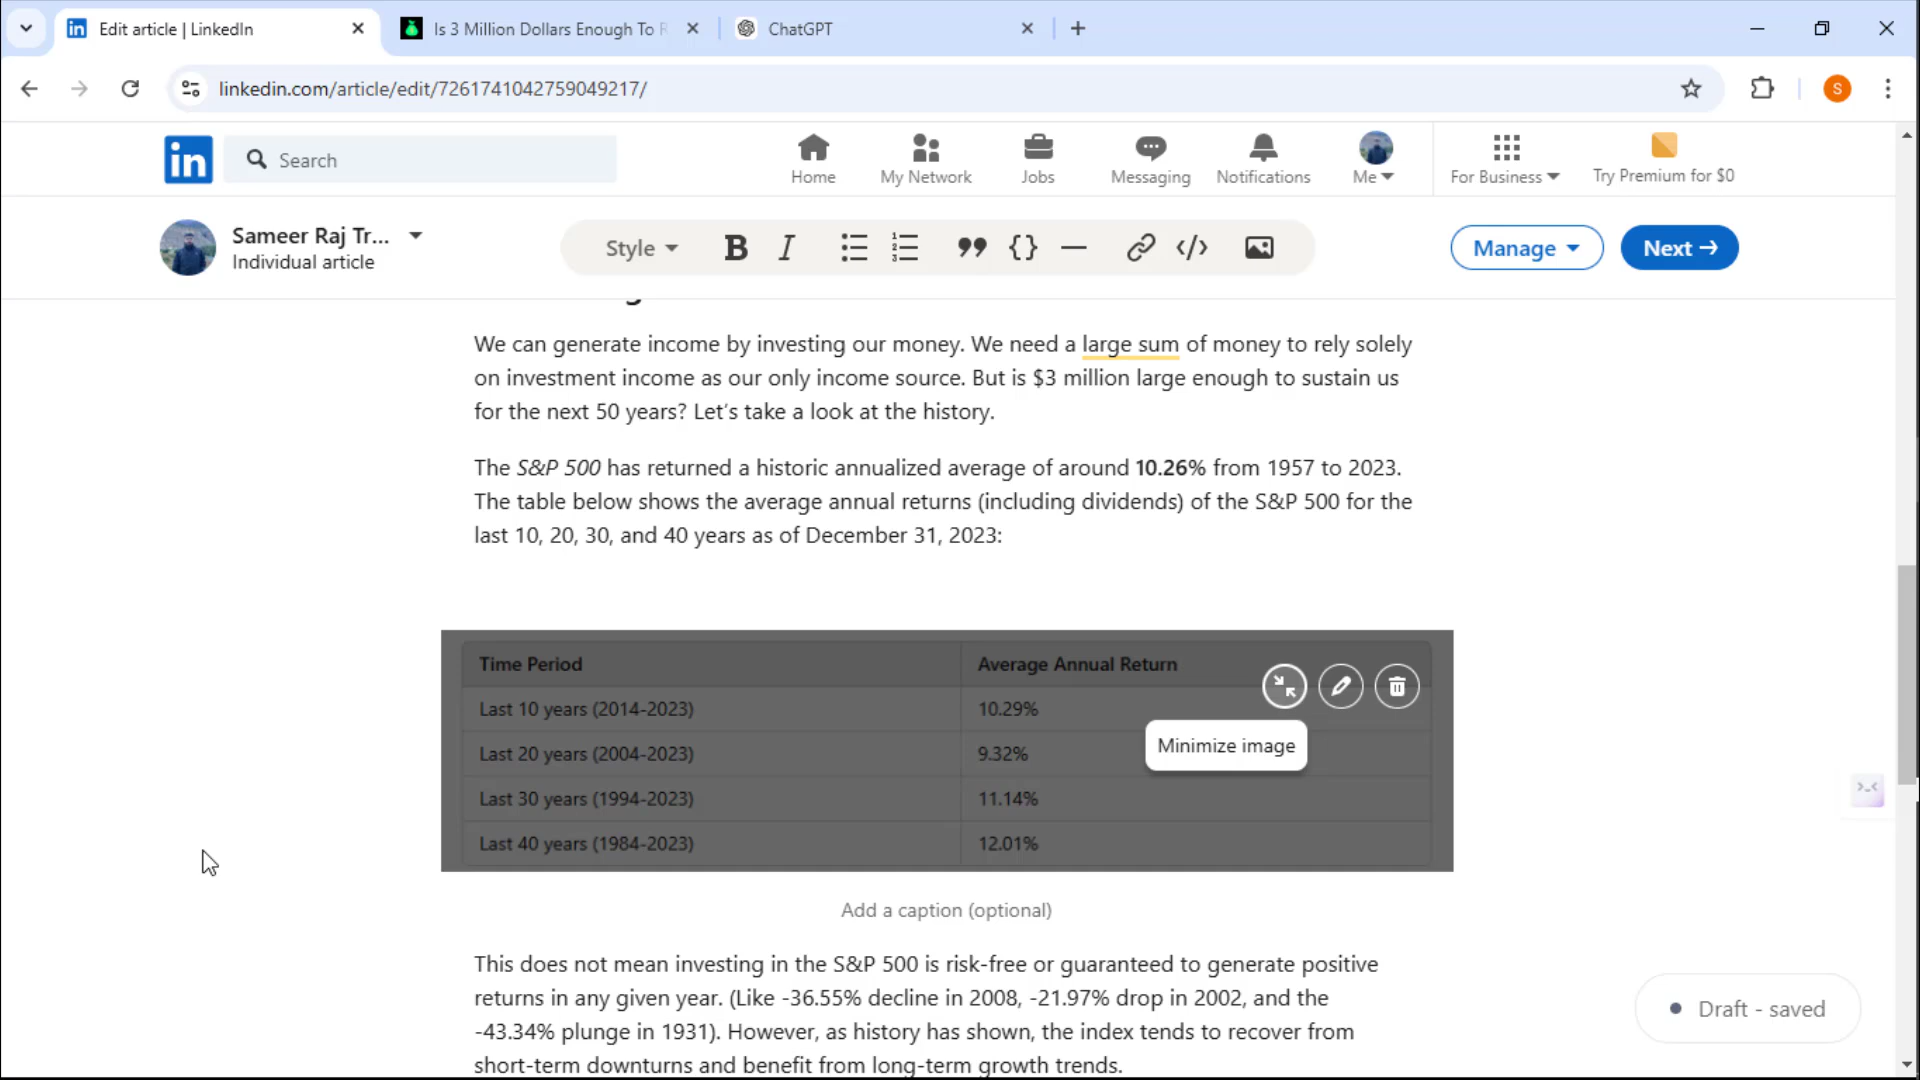 Edit article | LinkedIn
Is 3 Million Dollars Enough To R
ChatGPT
linkedin.com/article/edit/7261741042759049217/
S
in
Search
Home
My Network
Jobs
Messaging
Notifications
Me
For Business
Try Premium for $0
Sameer Raj Tr...
Individual article
Style
B
I
Manage
Next →
We can generate income by investing our money. We need a large sum of money to rely solely
on investment income as our only income source. But is $3 million large enough to sustain us
for the next 50 years? Let's take a look at the history.
The S&P 500 has returned a historic annualized average of around 10.26% from 1957 to 2023.
The table below shows the average annual returns (including dividends) of the S&P 500 for the
last 10, 20, 30, and 40 years as of December 31, 2023:
Time Period Average Annual Return
Last 10 years (2014-2023) 10.29%
Last 20 years (2004-2023) 9.32%
Minimize image
Last 30 years (1994-2023) 11.14%
Last 40 years (1984-2023) 12.01%
Add a caption (optional)
This does not mean investing in the S&P 500 is risk-free or guaranteed to generate positive
returns in any given year. (Like -36.55% decline in 2008, -21.97% drop in 2002, and the
-43.34% plunge in 1931). However, as history has shown, the index tends to recover from
short-term downturns and benefit from long-term growth trends.
Draft - saved